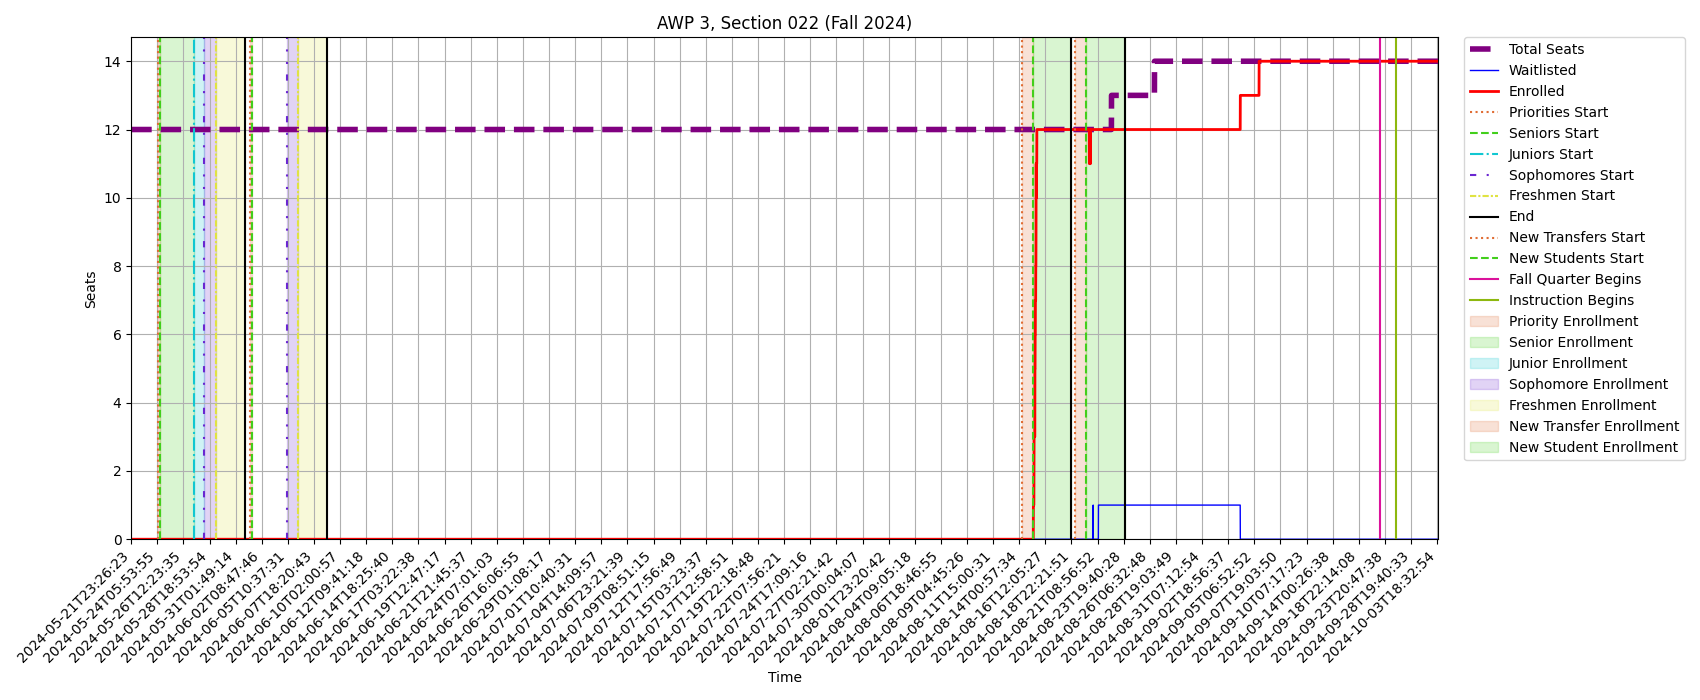 AWP 3, Section 022 (Fall 2024)
Seats
14
12
10
8
6
4
2
0
2024-05-21T23:26:23
2024-05-24T05:53:55
2024-05-26T12:23:35
2024-05-28T18:53:54
2024-05-31T01:49:14
2024-06-02T08:47:46
2024-06-05T10:37:31
2024-06-07T18:20:43
2024-06-10T02:00:57
2024-06-12T09:41:18
2024-06-14T18:25:40
2024-06-17T03:22:38
2024-06-19T12:47:17
2024-06-21T21:45:37
2024-06-24T07:01:03
2024-06-26T16:06:55
2024-06-29T01:08:17
2024-07-01T10:40:31
2024-07-04T14:09:57
2024-07-06T23:21:39
2024-07-09T08:51:15
2024-07-12T17:56:49
2024-07-15T03:23:37
2024-07-17T12:58:51
2024-07-19T22:18:48
2024-07-22T07:56:21
2024-07-24T17:09:16
2024-07-27T02:21:42
2024-07-30T00:04:07
2024-08-01T23:20:42
2024-08-04T09:05:18
2024-08-06T18:46:55
2024-08-09T04:45:26
2024-08-11T15:00:31
2024-08-14T00:57:34
2024-08-16T12:05:27
2024-08-18T22:21:51
2024-08-21T08:56:52
2024-08-23T19:40:28
2024-08-26T06:32:48
2024-08-28T19:03:49
2024-08-31T07:12:54
2024-09-02T18:56:37
2024-09-05T06:52:52
2024-09-07T19:03:50
2024-09-10T07:17:23
2024-09-14T00:26:38
2024-09-18T22:14:08
2024-09-23T20:47:38
2024-09-28T19:40:33
2024-10-03T18:32:54
Time
Total Seats
Waitlisted
Enrolled
Priorities Start
Seniors Start
Juniors Start
Sophomores Start
Freshmen Start
End
New Transfers Start
New Students Start
Fall Quarter Begins
Instruction Begins
Priority Enrollment
Senior Enrollment
Junior Enrollment
Sophomore Enrollment
Freshmen Enrollment
New Transfer Enrollment
New Student Enrollment